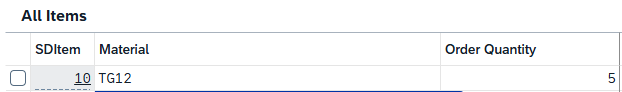 All Items
SDItem Material Order Quantity
10 TG12 5